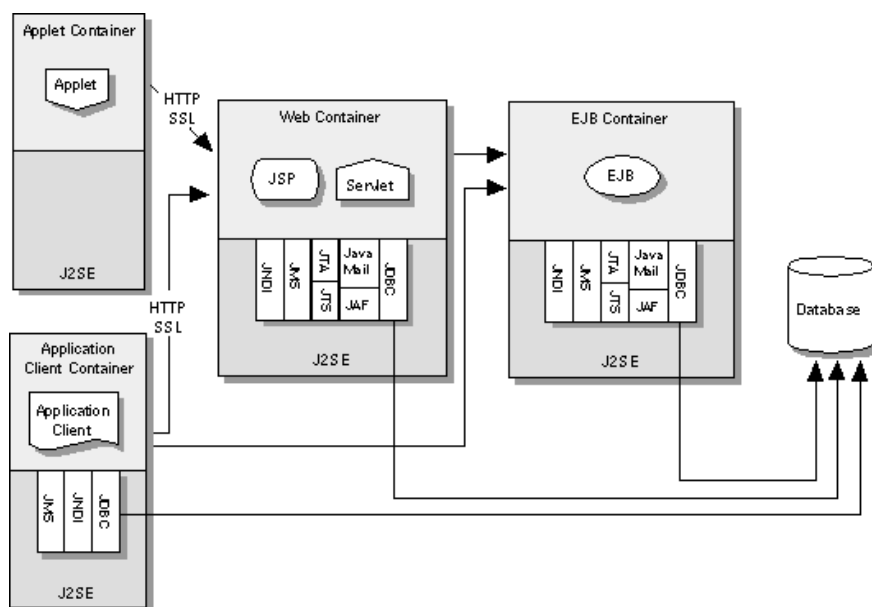 Applet Container
Applet
J2SE
HTTP
SSL
Web Container
JSP
Servlet
JNDI
JMS
JTA
JTS
Java
Mail
JAF
JDBC
J2SE
EJB Container
EJB
JNDI
JMS
JTA
JTS
Java
Mail
JAF
JDBC
J2SE
Database
HTTP
SSL
Application
Client Container
Application
Client
JMS
JNDI
JDBC
J2SE